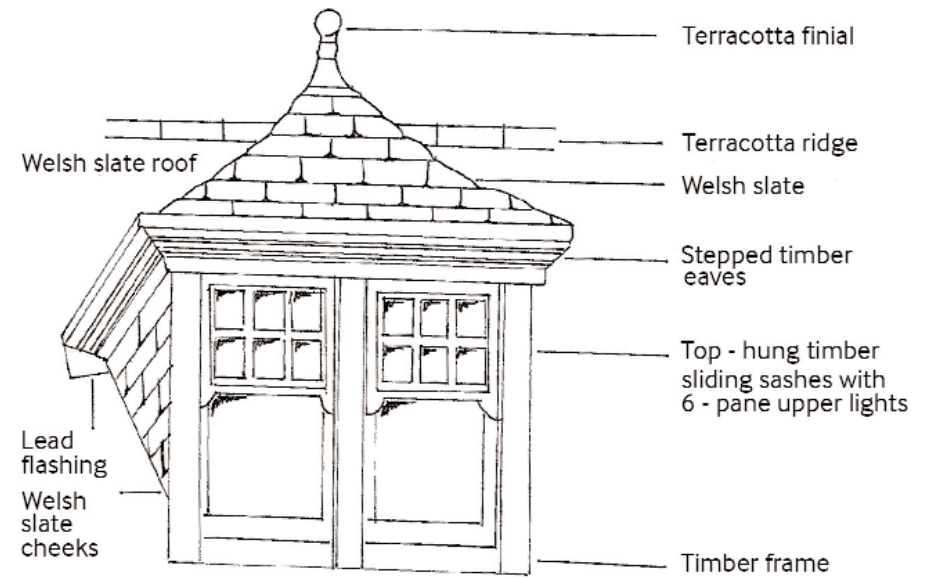 Terracotta finial
Terracotta ridge
Welsh slate roof
Welsh slate
Stepped timber
eaves
Top - hung timber
sliding sashes with
6 - pane upper lights
Lead
flashing
Welsh
slate
cheeks
Timber frame